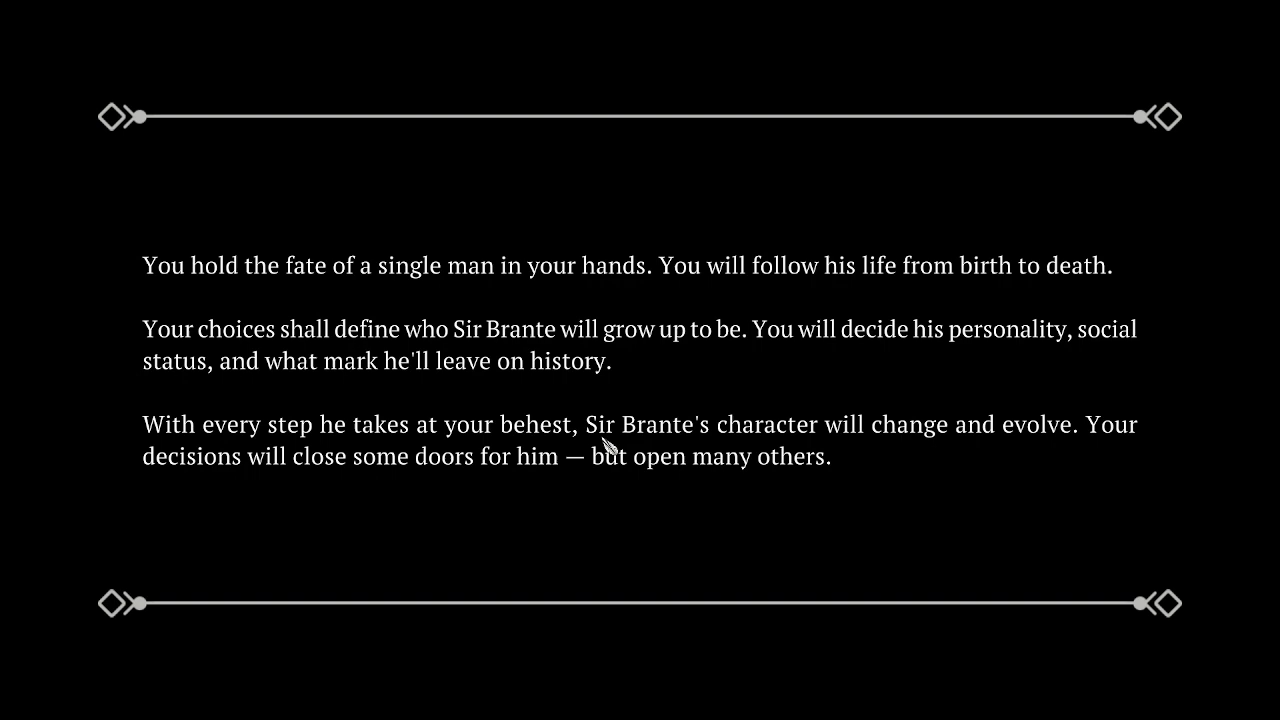 You hold the fate of a single man in your hands. You will follow his life from birth to death.
Your choices shall define who Sir Brante will grow up to be. You will decide his personality, social
status, and what mark he'll leave on history.
With every step he takes at your behest, Sir Brante's character will change and evolve. Your
decisions will close some doors for him — but open many others.